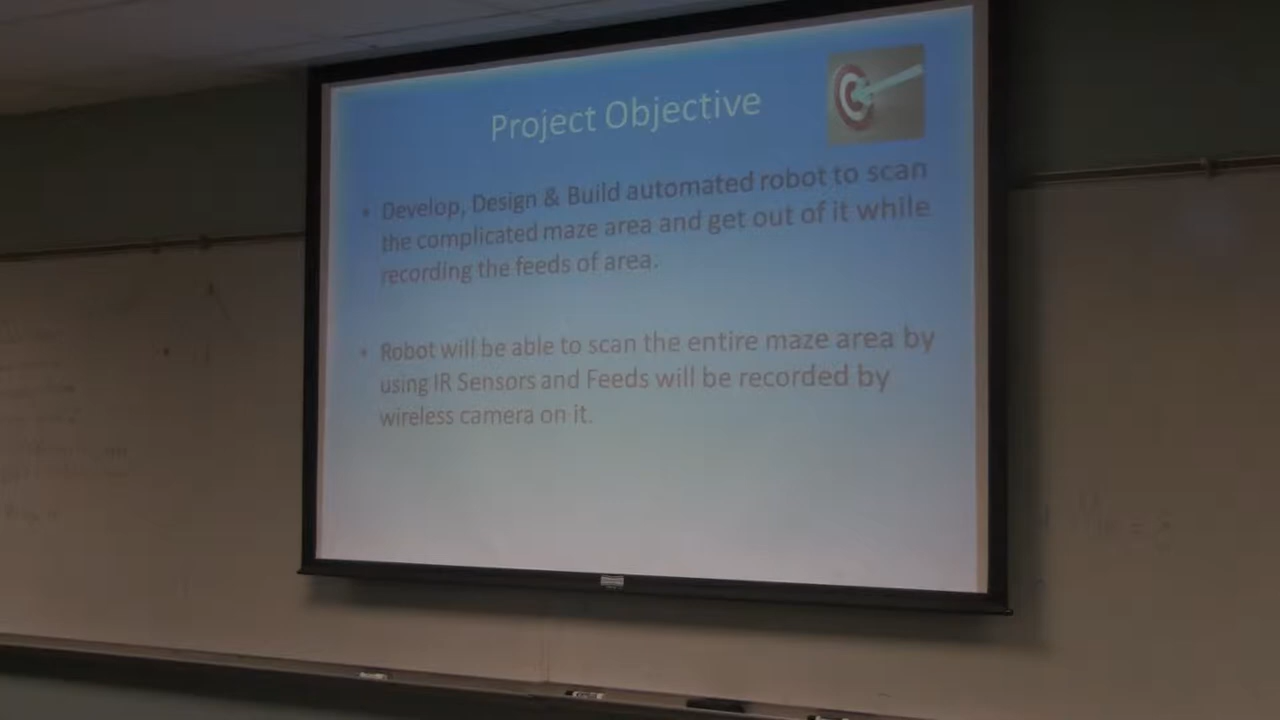 Project Objective
• Develop, Design & Build automated robot to scan
the complicated maze area and get out of it while
recording the feeds of area.
• Robot will be able to scan the entire maze area by
using IR Sensors and Feeds will be recorded by
wireless camera on it.